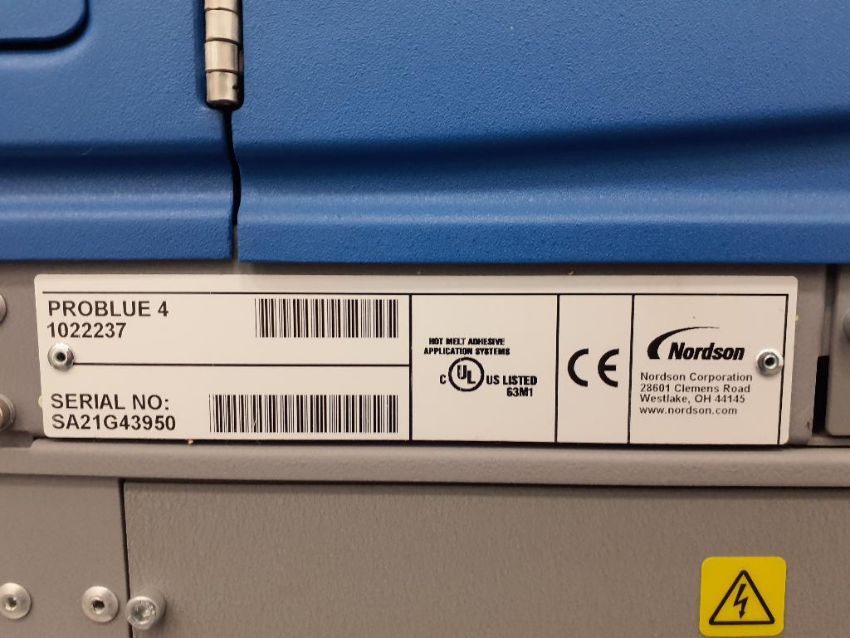 PROBLUE 4
1022237
SERIAL NO:
SA21G43950
HOT MELT ADHESIVE
APPLICATION SYSTEMS
C UL US LISTED
63M1
CE
Nordson
Nordson Corporation
28601 Clemens Road
Westlake, OH 44145
www.nordson.com